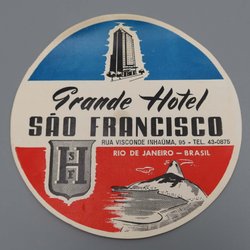 Grande Hotel
SÃO FRANCISCO
RUA VISCONDE INHAÚMA, 95 - TEL. 43-0875
RIO DE JANEIRO — BRASIL
S F
H